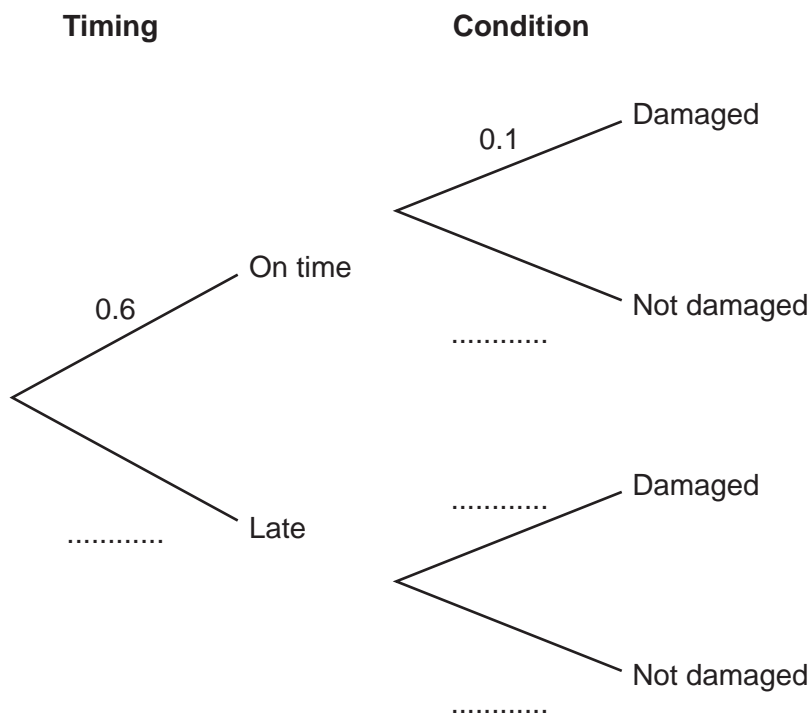 Timing Condition
Damaged
0.1
On time
0.6
Not damaged
............
Damaged
............
Late
............
Not damaged
............